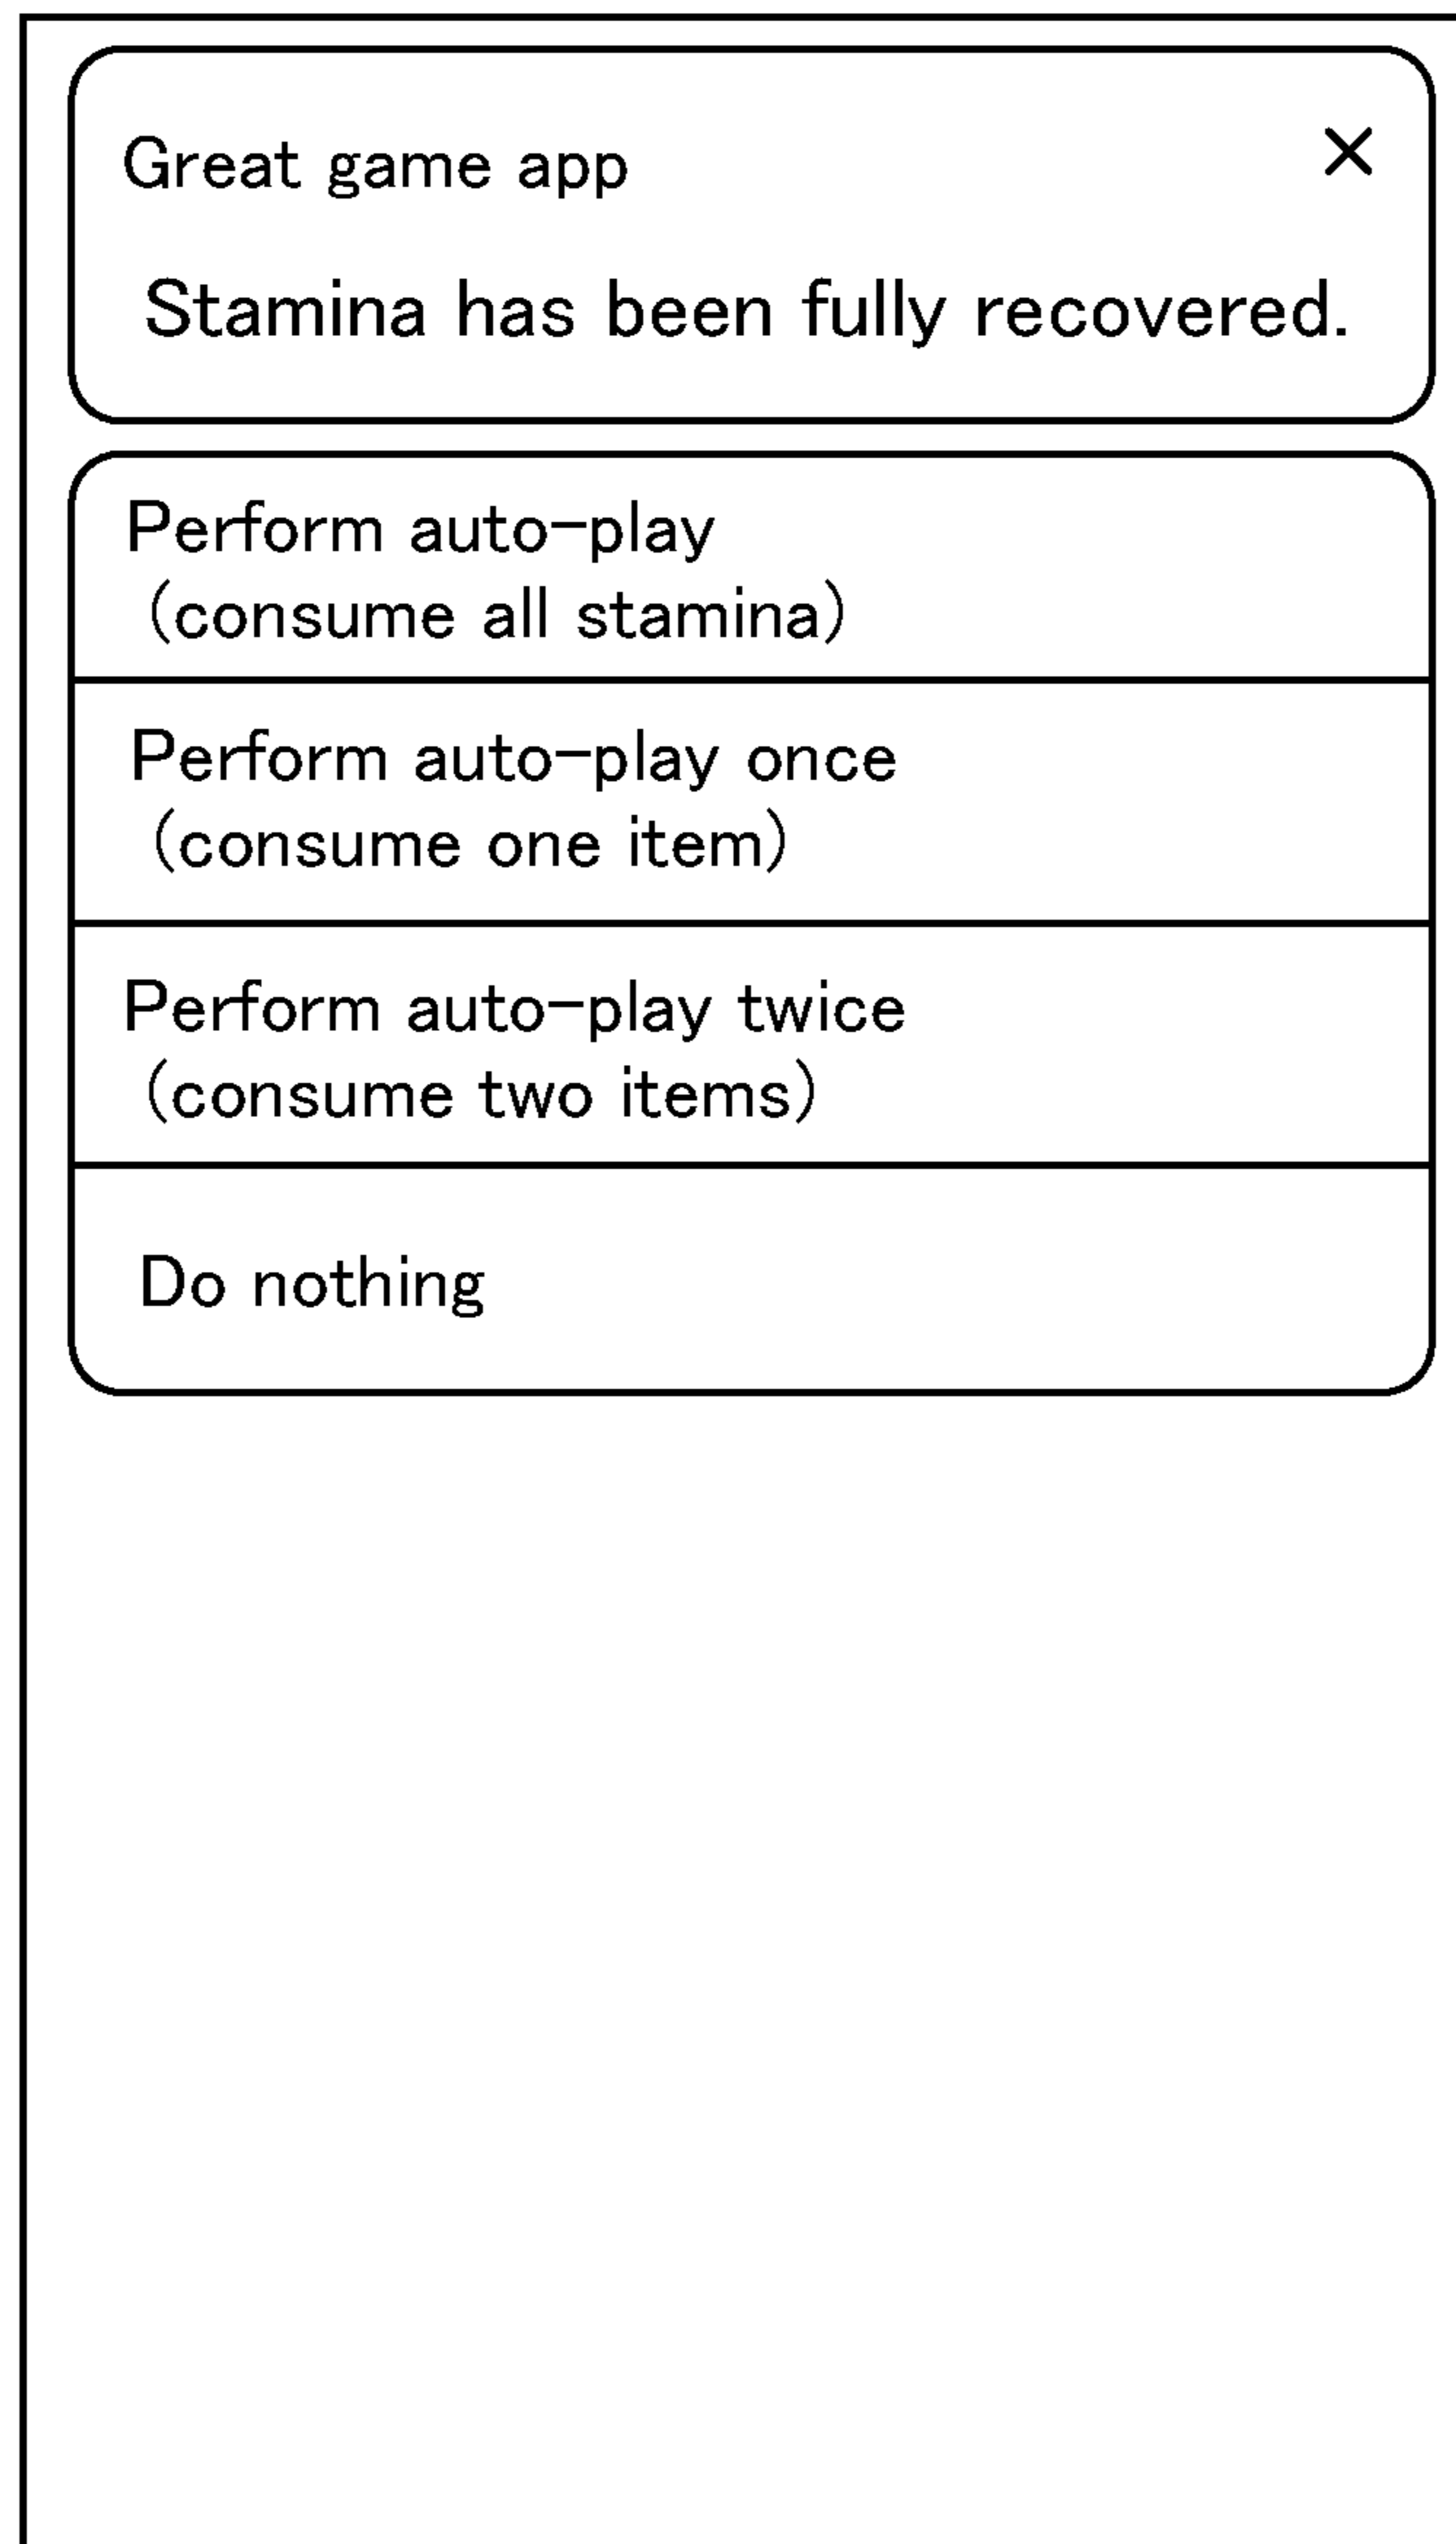 Great game app
×
Stamina has been fully recovered.
Perform auto-play
(consume all stamina)
Perform auto-play once
(consume one item)
Perform auto-play twice
(consume two items)
Do nothing